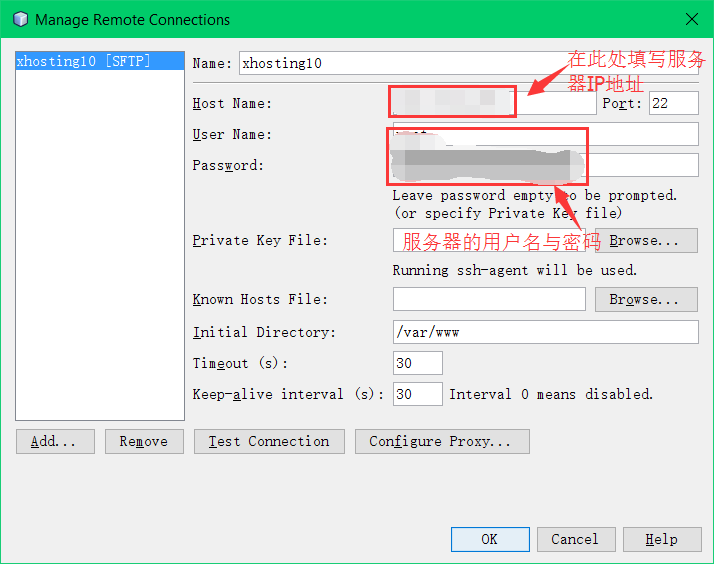 Manage Remote Connections
xhosting10 [SFTP]
Name: xhosting10
在此处填写服务
器IP地址
Host Name: Port: 22
User Name:
Password:
Leave password empty to be prompted.
(or specify Private Key file)
Private Key File: 服务器的用户名与密码 Browse...
Running ssh-agent will be used.
Known Hosts File: Browse...
Initial Directory: /var/www
Timeout (s): 30
Keep-alive interval (s): 30 Interval 0 means disabled.
Add... Remove Test Connection Configure Proxy...
OK Cancel Help